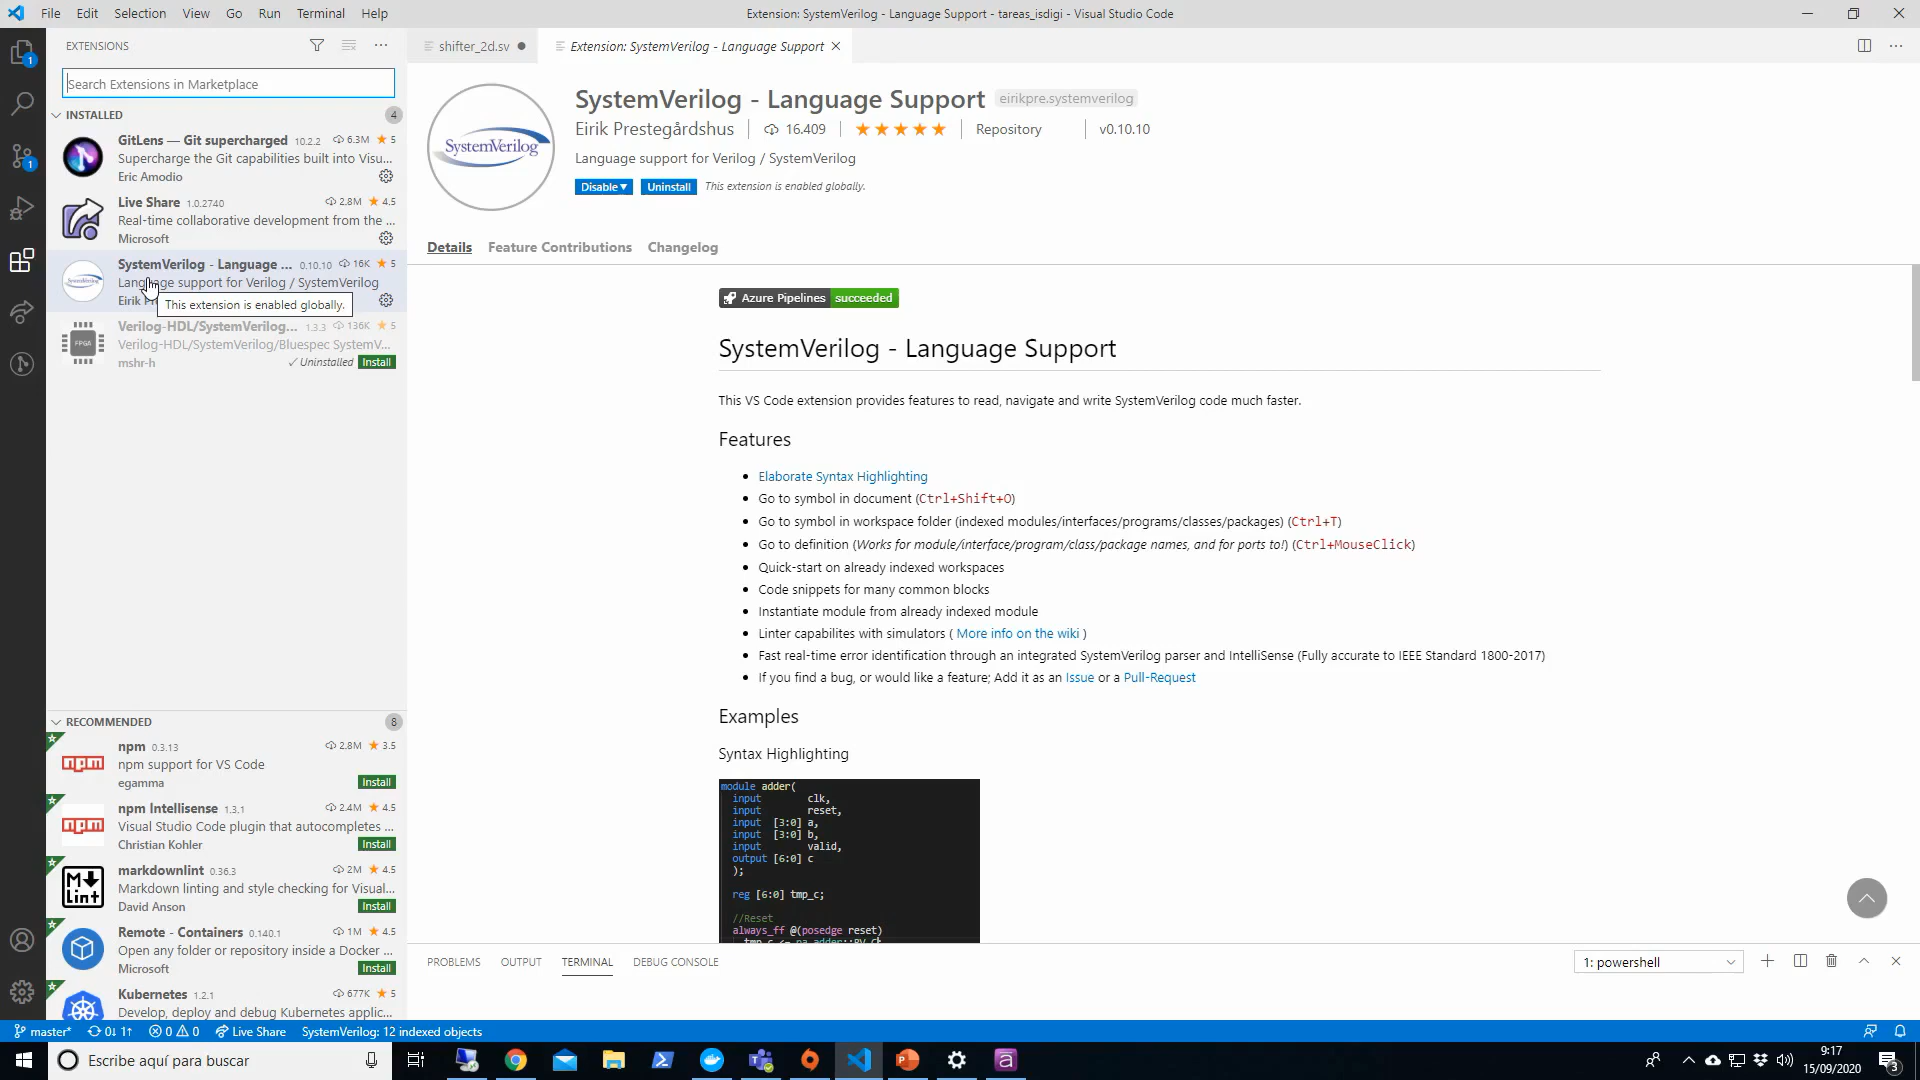 File Edit Selection View Go Run Terminal Help
Extension: SystemVerilog - Language Support - tareas_isdigi - Visual Studio Code
EXTENSIONS
Search Extensions in Marketplace
INSTALLED 4
GitLens — Git supercharged 10.2.2 6.3M 5
Supercharge the Git capabilities built into Visu...
Eric Amodio
Live Share 1.0.2740 2.8M 4.5
Real-time collaborative development from the ...
Microsoft
SystemVerilog - Language ... 0.10.10 16K 5
Language support for Verilog / SystemVerilog
This extension is enabled globally.
Verilog-HDL/SystemVerilog... 1.3.3 136K 5
Verilog-HDL/SystemVerilog/Bluespec SystemV...
mshr-h ✓ Uninstalled Install
RECOMMENDED 8
npm 0.3.13 2.8M 3.5
npm support for VS Code
egamma Install
npm Intellisense 1.3.1 2.4M 4.5
Visual Studio Code plugin that autocompletes ...
Christian Kohler Install
markdownlint 0.36.3 2M 4.5
Markdown linting and style checking for Visual...
David Anson Install
Remote - Containers 0.140.1 1M 4.5
Open any folder or repository inside a Docker ...
Microsoft Install
Kubernetes 1.2.1 677K 5
Develop, deploy and debug Kubernetes applic...
shifter_2d.sv
Extension: SystemVerilog - Language Support
SystemVerilog
SystemVerilog - Language Support eirikpre.systemverilog
Eirik Prestegårdshus 16.409 Repository v0.10.10
Language support for Verilog / SystemVerilog
Disable Uninstall This extension is enabled globally.
Details Feature Contributions Changelog
Azure Pipelines succeeded
SystemVerilog - Language Support
This VS Code extension provides features to read, navigate and write SystemVerilog code much faster.
Features
• Elaborate Syntax Highlighting
• Go to symbol in document (Ctrl+Shift+O)
• Go to symbol in workspace folder (indexed modules/interfaces/programs/classes/packages) (Ctrl+T)
• Go to definition (Works for module/interface/program/class/package names, and for ports to!) (Ctrl+MouseClick)
• Quick-start on already indexed workspaces
• Code snippets for many common blocks
• Instantiate module from already indexed module
• Linter capabilites with simulators ( More info on the wiki )
• Fast real-time error identification through an integrated SystemVerilog parser and IntelliSense (Fully accurate to IEEE Standard 1800-2017)
• If you find a bug, or would like a feature; Add it as an Issue or a Pull-Request
Examples
Syntax Highlighting
module adder(
input clk,
input reset,
input [3:0] a,
input [3:0] b,
input valid,
output [6:0] c
);
reg [6:0] tmp_c;
//Reset
always_ff @(posedge reset)
PROBLEMS OUTPUT TERMINAL DEBUG CONSOLE
1: powershell
master* 0↓ 1↑ 0 0 Live Share SystemVerilog: 12 indexed objects
Escribe aquí para buscar
9:17
15/09/2020
3